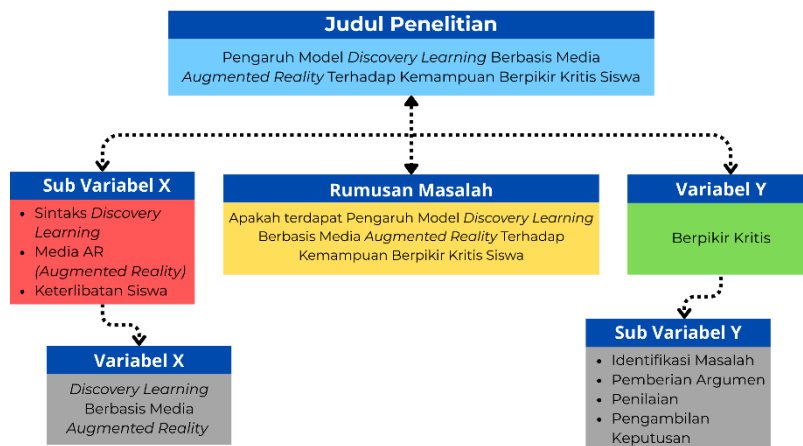 Judul Penelitian
Pengaruh Model Discovery Learning Berbasis Media
Augmented Reality Terhadap Kemampuan Berpikir Kritis Siswa
Sub Variabel X
• Sintaks Discovery
Learning
• Media AR
(Augmented Reality)
• Keterlibatan Siswa
Rumusan Masalah
Apakah terdapat Pengaruh Model Discovery Learning
Berbasis Media Augmented Reality Terhadap
Kemampuan Berpikir Kritis Siswa
Variabel Y
Berpikir Kritis
Variabel X
Discovery Learning
Berbasis Media
Augmented Reality
Sub Variabel Y
• Identifikasi Masalah
• Pemberian Argumen
• Penilaian
• Pengambilan
Keputusan